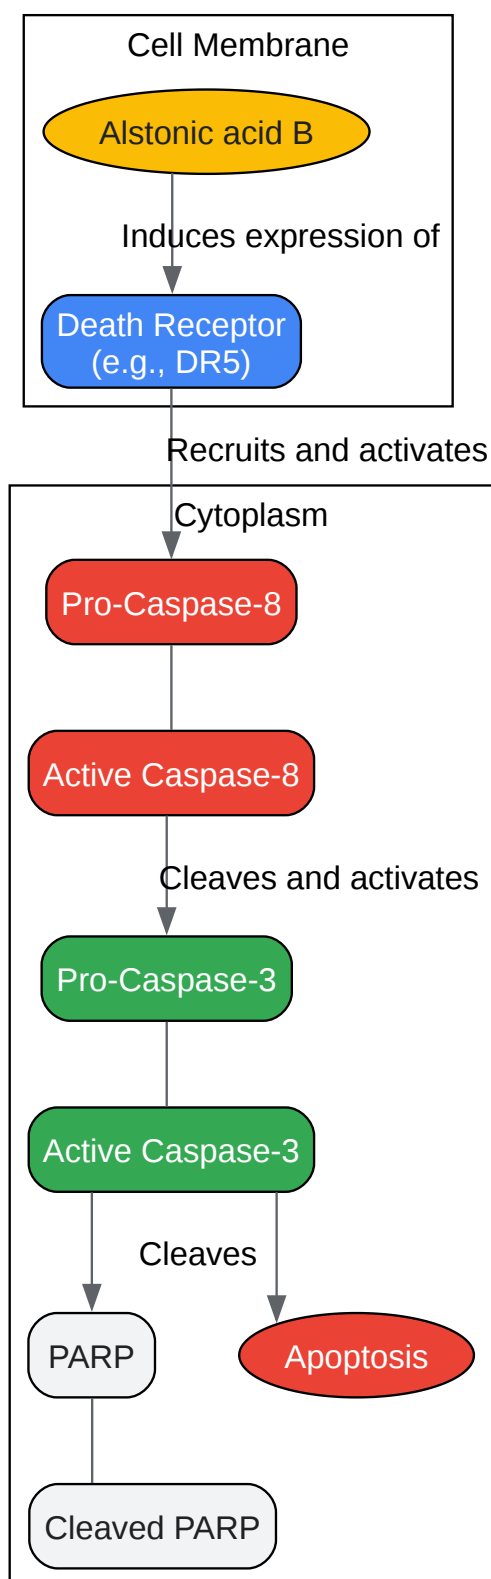 Cell Membrane
Alstonic acid B
Induces expression of
Death Receptor
(e.g., DR5)
Recruits and activates
Cytoplasm
Pro-Caspase-8
Active Caspase-8
Cleaves and activates
Pro-Caspase-3
Active Caspase-3
Cleaves
PARP
Apoptosis
Cleaved PARP